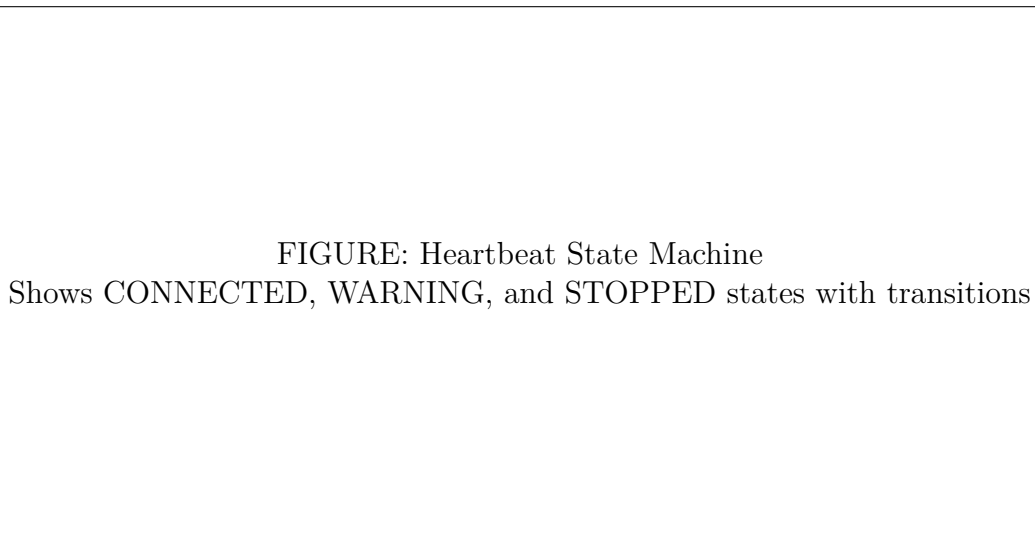 FIGURE: Heartbeat State Machine
Shows CONNECTED, WARNING, and STOPPED states with transitions